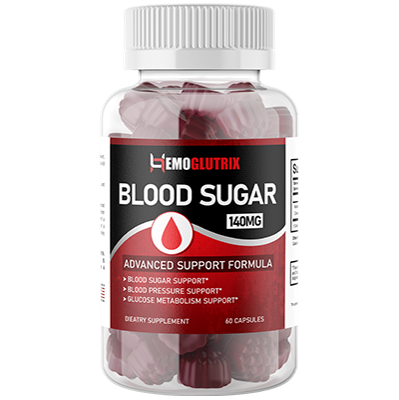 HEMOGLUTRIX
BLOOD SUGAR
140MG
ADVANCED SUPPORT FORMULA
> BLOOD SUGAR SUPPORT*
> BLOOD PRESSURE SUPPORT*
> GLUCOSE METABOLISM SUPPORT*
DIEATRY SUPPLEMENT 60 CAPSULES